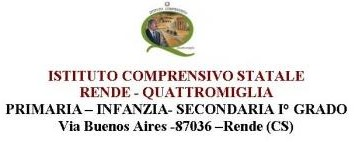 ISTITUTO COMPRENSIVO STATALE
RENDE - QUATTROMIGLIA
PRIMARIA – INFANZIA- SECONDARIA I° GRADO
Via Buenos Aires -87036 –Rende (CS)